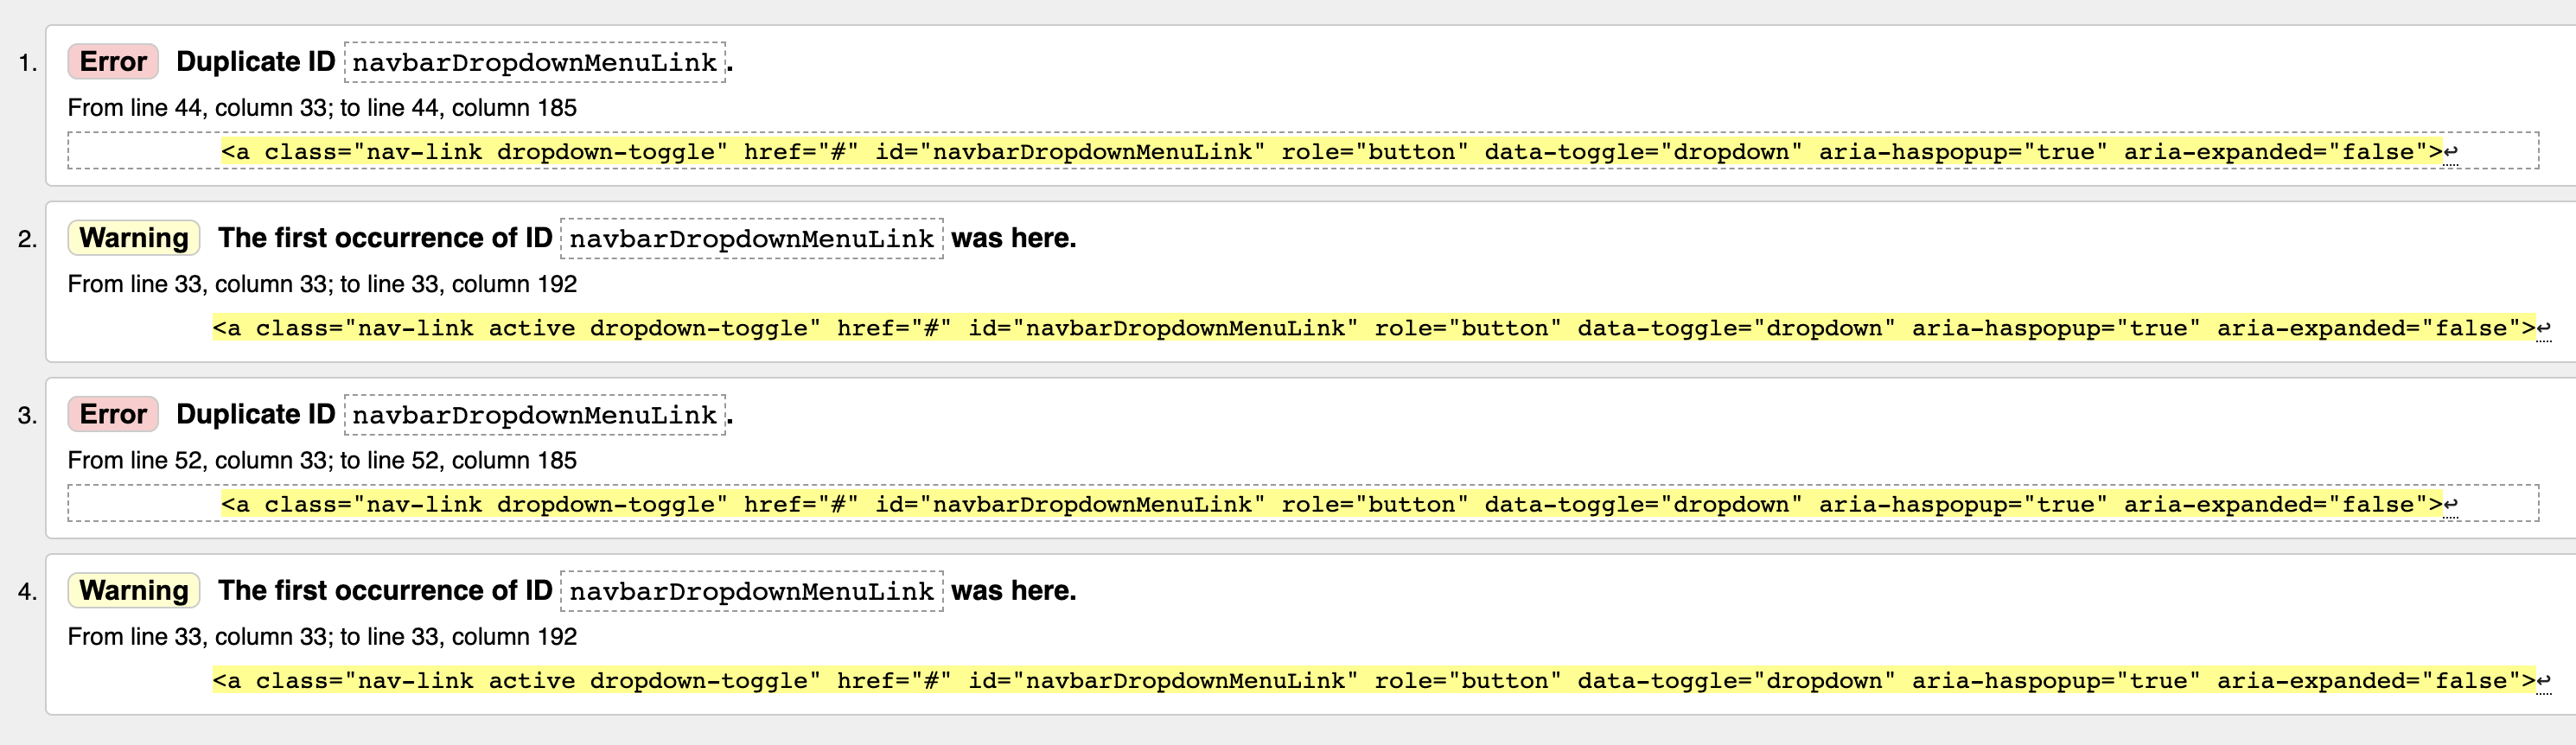 1. Error Duplicate ID navbarDropdownMenuLink.
From line 44, column 33; to line 44, column 185
<a class="nav-link dropdown-toggle" href="#" id="navbarDropdownMenuLink" role="button" data-toggle="dropdown" aria-haspopup="true" aria-expanded="false">↩
2. Warning The first occurrence of ID navbarDropdownMenuLink was here.
From line 33, column 33; to line 33, column 192
<a class="nav-link active dropdown-toggle" href="#" id="navbarDropdownMenuLink" role="button" data-toggle="dropdown" aria-haspopup="true" aria-expanded="false">↩
3. Error Duplicate ID navbarDropdownMenuLink.
From line 52, column 33; to line 52, column 185
<a class="nav-link dropdown-toggle" href="#" id="navbarDropdownMenuLink" role="button" data-toggle="dropdown" aria-haspopup="true" aria-expanded="false">↩
4. Warning The first occurrence of ID navbarDropdownMenuLink was here.
From line 33, column 33; to line 33, column 192
<a class="nav-link active dropdown-toggle" href="#" id="navbarDropdownMenuLink" role="button" data-toggle="dropdown" aria-haspopup="true" aria-expanded="false">↩